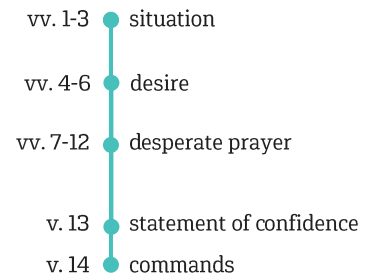 vv. 1-3 situation
vv. 4-6 desire
vv. 7-12 desperate prayer
v. 13 statement of confidence
v. 14 commands